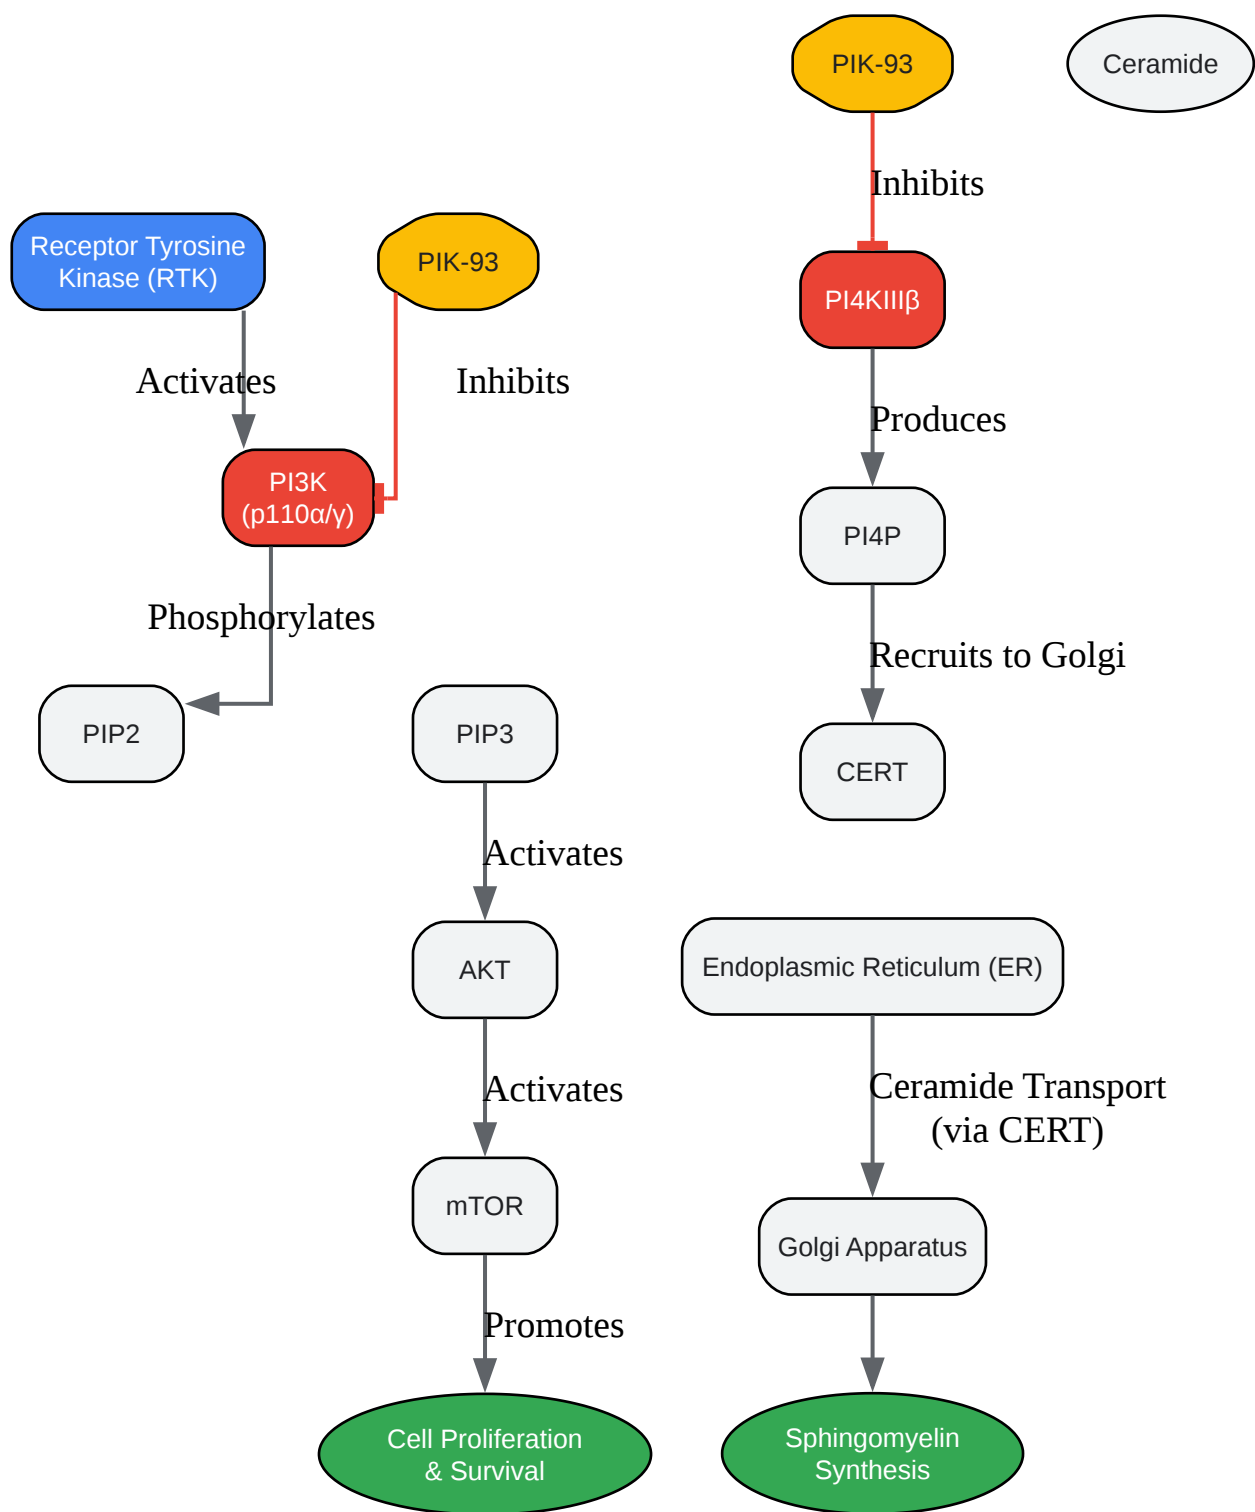 PIK-93
Ceramide
Inhibits
Receptor Tyrosine
Kinase (RTK)
PIK-93
PI4KIIIβ
Activates
Inhibits
Produces
PI3K
(p110α/γ)
PI4P
Phosphorylates
Recruits to Golgi
PIP2
PIP3
CERT
Activates
AKT
Endoplasmic Reticulum (ER)
Activates
Ceramide Transport
(via CERT)
mTOR
Golgi Apparatus
Promotes
Cell Proliferation
& Survival
Sphingomyelin
Synthesis